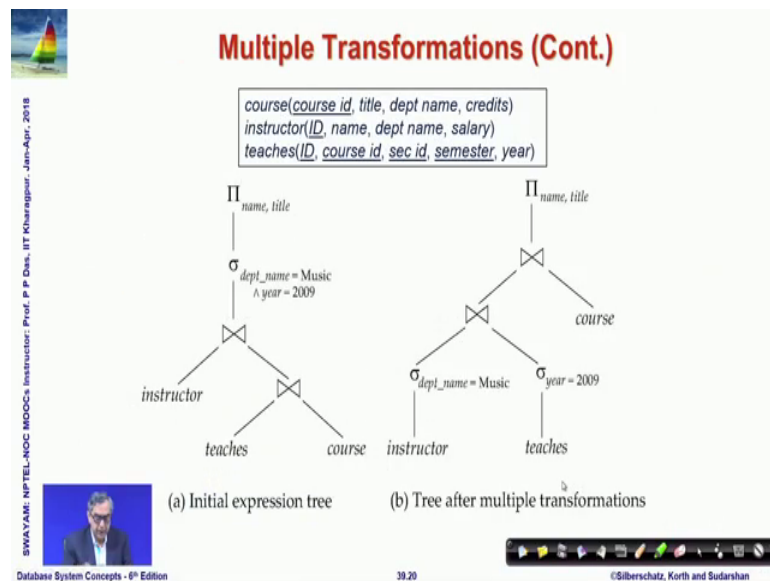 Multiple Transformations (Cont.)
course(course id, title, dept name, credits)
instructor(ID, name, dept name, salary)
teaches(ID, course id, sec id, semester, year)
Π name, title
σ dept_name = Music
∧ year = 2009
⋈
instructor
⋈
teaches
course
(a) Initial expression tree
Π name, title
⋈
⋈
course
σ dept_name = Music
σ year = 2009
instructor
teaches
(b) Tree after multiple transformations
SWAYAM: NPTEL-NOC MOOCs Instructor: Prof. P P Das, IIT Kharagpur. Jan-Apr, 2018
Database System Concepts - 6th Edition
39.20
©Silberschatz, Korth and Sudarshan